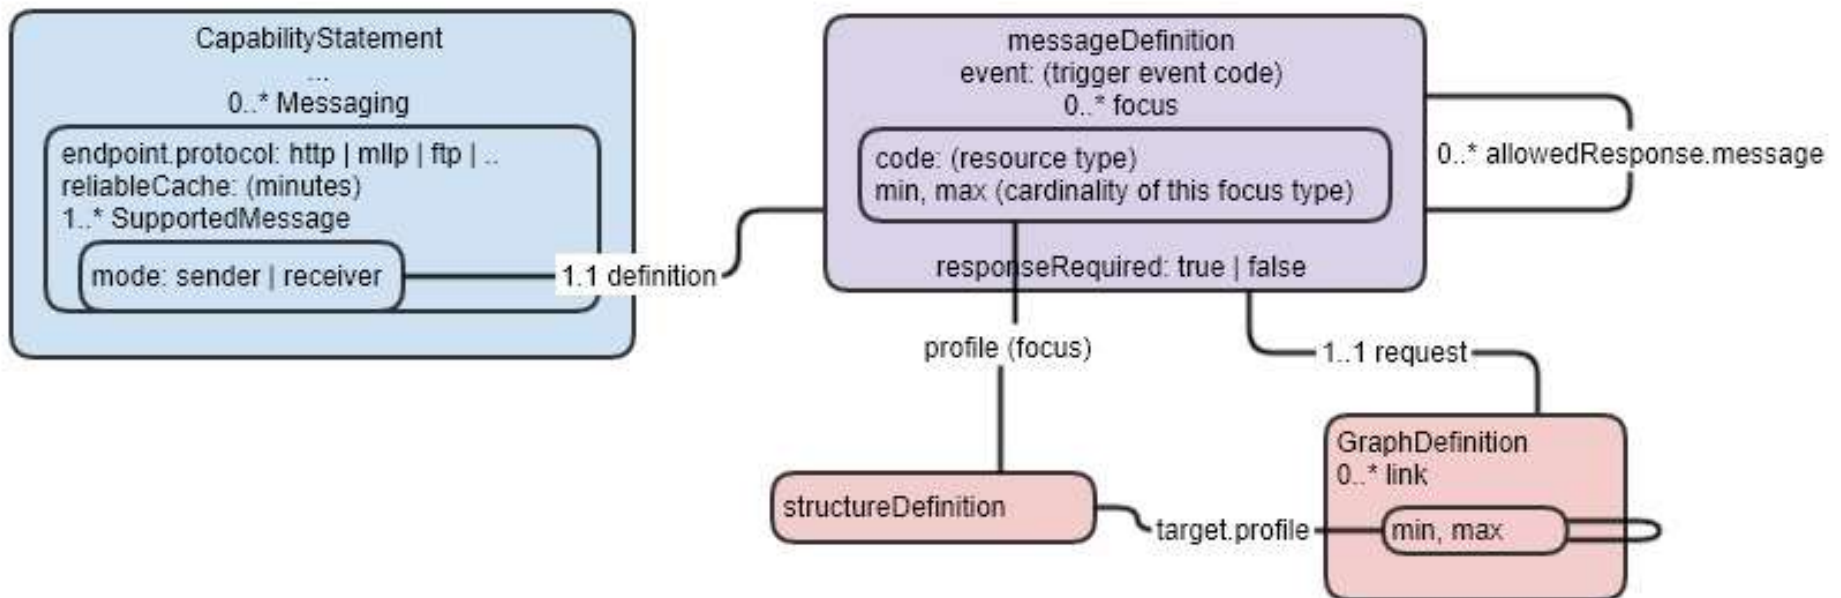 CapabilityStatement
...
0..* Messaging
endpoint.protocol: http | mllp | ftp | ..
reliableCache: (minutes)
1..* SupportedMessage
mode: sender | receiver
1.1 definition
messageDefinition
event: (trigger event code)
0..* focus
code: (resource type)
min, max (cardinality of this focus type)
responseRequired: true | false
0..* allowedResponse.message
profile (focus)
1..1 request
structureDefinition
target.profile
GraphDefinition
0..* link
min, max